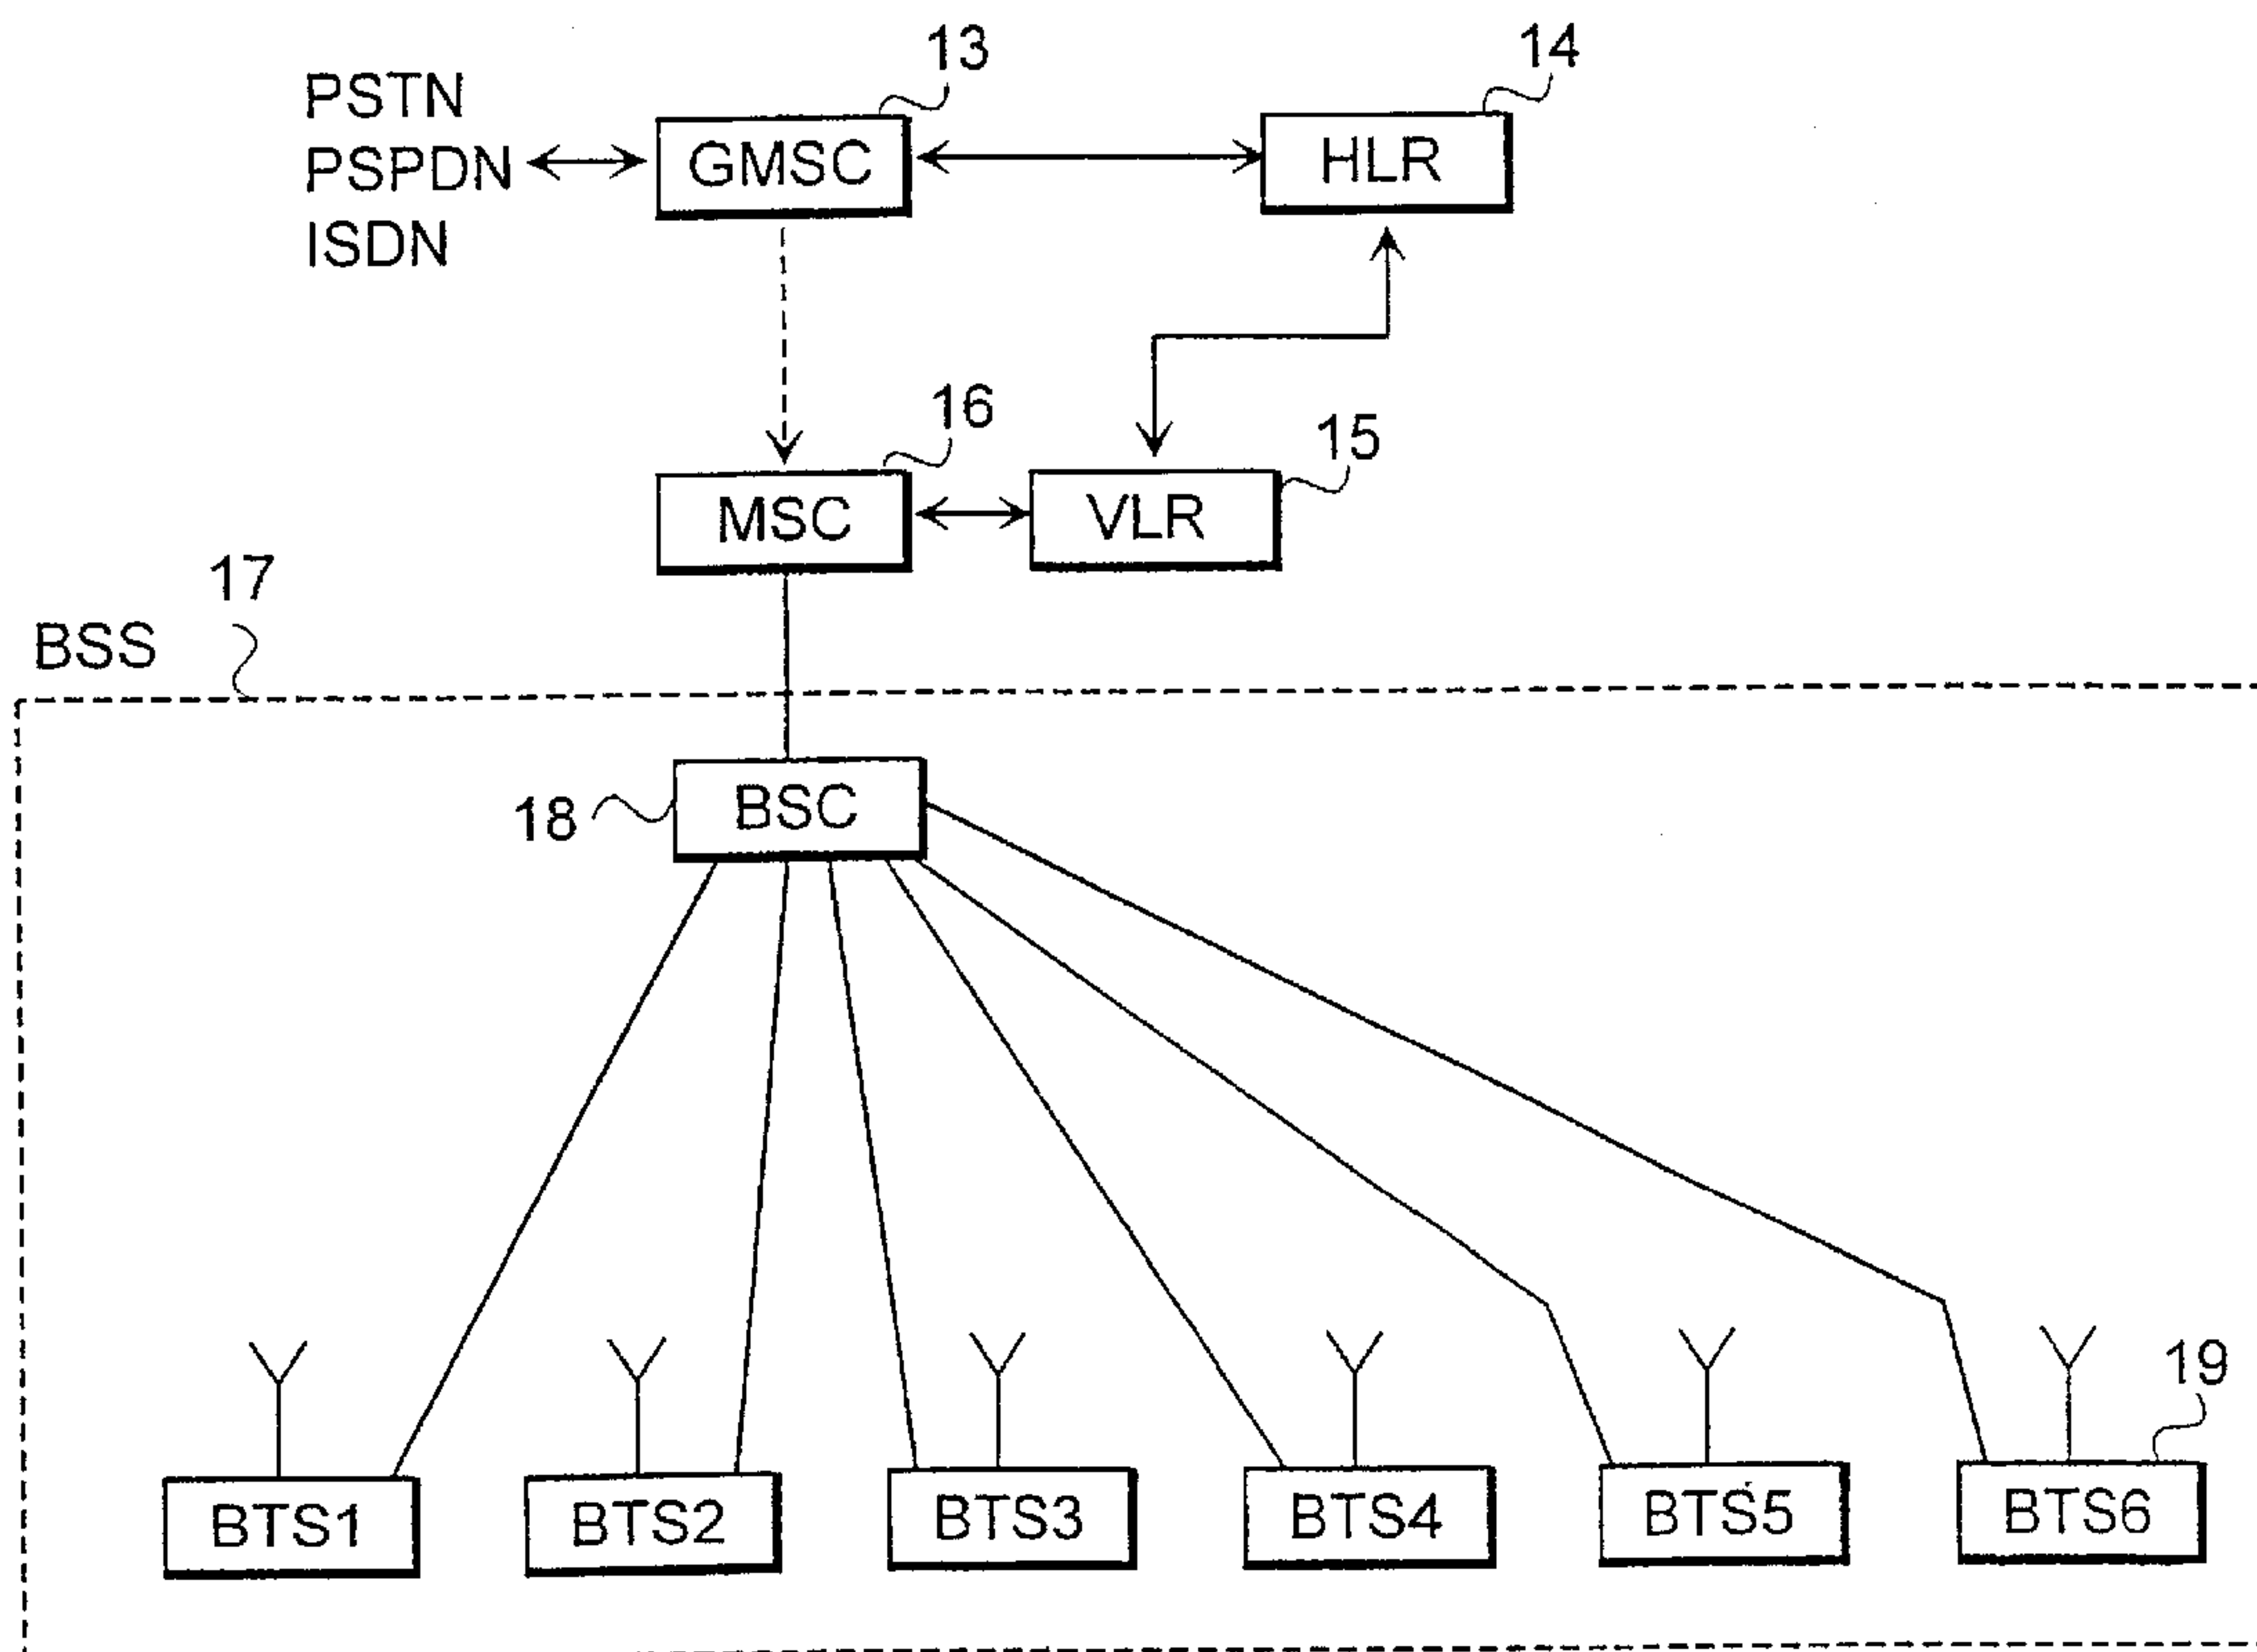 13
14
PSTN
PSPDN
ISDN
GMSC
HLR
16
15
MSC
VLR
17
BSS
18
BSC
19
BTS1
BTS2
BTS3
BTS4
BTS5
BTS6